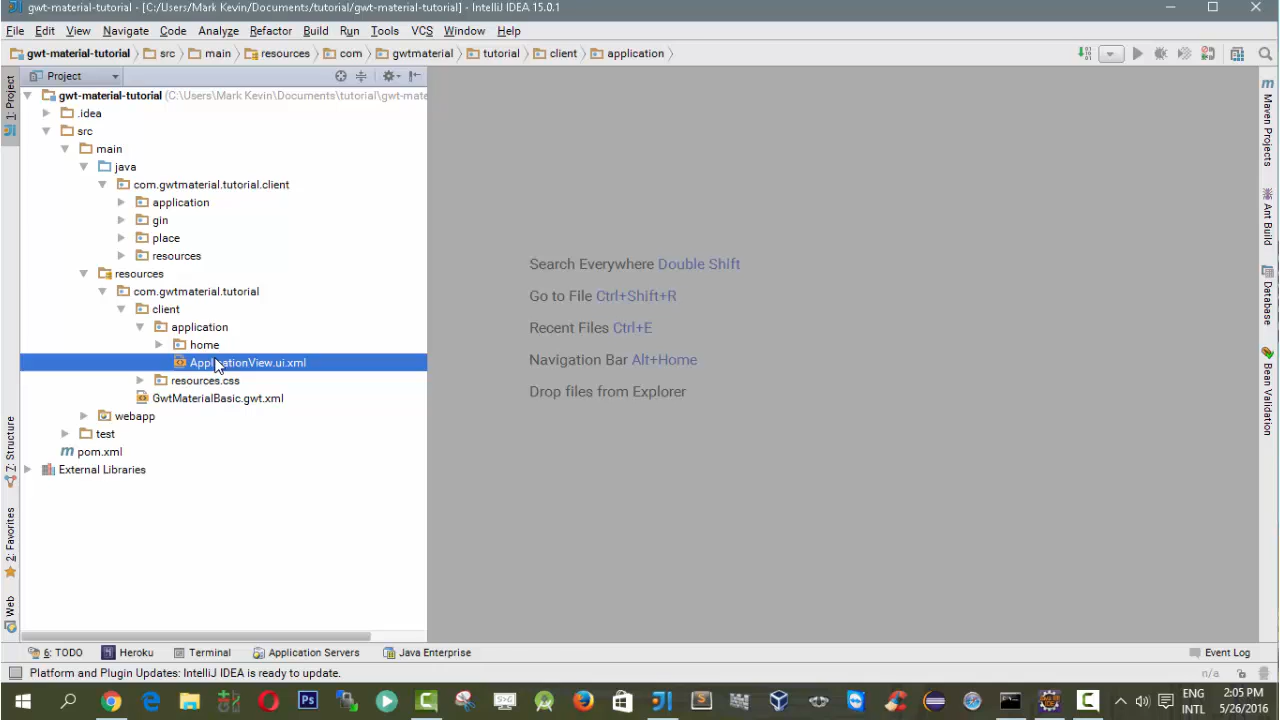 gwt-material-tutorial - [C:/Users/Mark Kevin/Documents/tutorial/gwt-material-tutorial] - IntelliJ IDEA 15.0.1
File Edit View Navigate Code Analyze Refactor Build Run Tools VCS Window Help
gwt-material-tutorial src main resources com gwtmaterial tutorial client application
Project
1: Project
gwt-material-tutorial (C:\Users\Mark Kevin\Documents\tutorial\gwt-mate
.idea
src
main
java
com.gwtmaterial.tutorial.client
application
gin
place
resources
resources
com.gwtmaterial.tutorial
client
application
home
ApplicationView.ui.xml
resources.css
GwtMaterialBasic.gwt.xml
webapp
test
pom.xml
External Libraries
Search Everywhere Double Shift
Go to File Ctrl+Shift+R
Recent Files Ctrl+E
Navigation Bar Alt+Home
Drop files from Explorer
Maven Projects
Ant Build
Database
Bean Validation
7: Structure
2: Favorites
Web
6: TODO Heroku Terminal Application Servers Java Enterprise Event Log
Platform and Plugin Updates: IntelliJ IDEA is ready to update. n/a
Ps
ENG 2:05 PM
INTL 5/26/2016